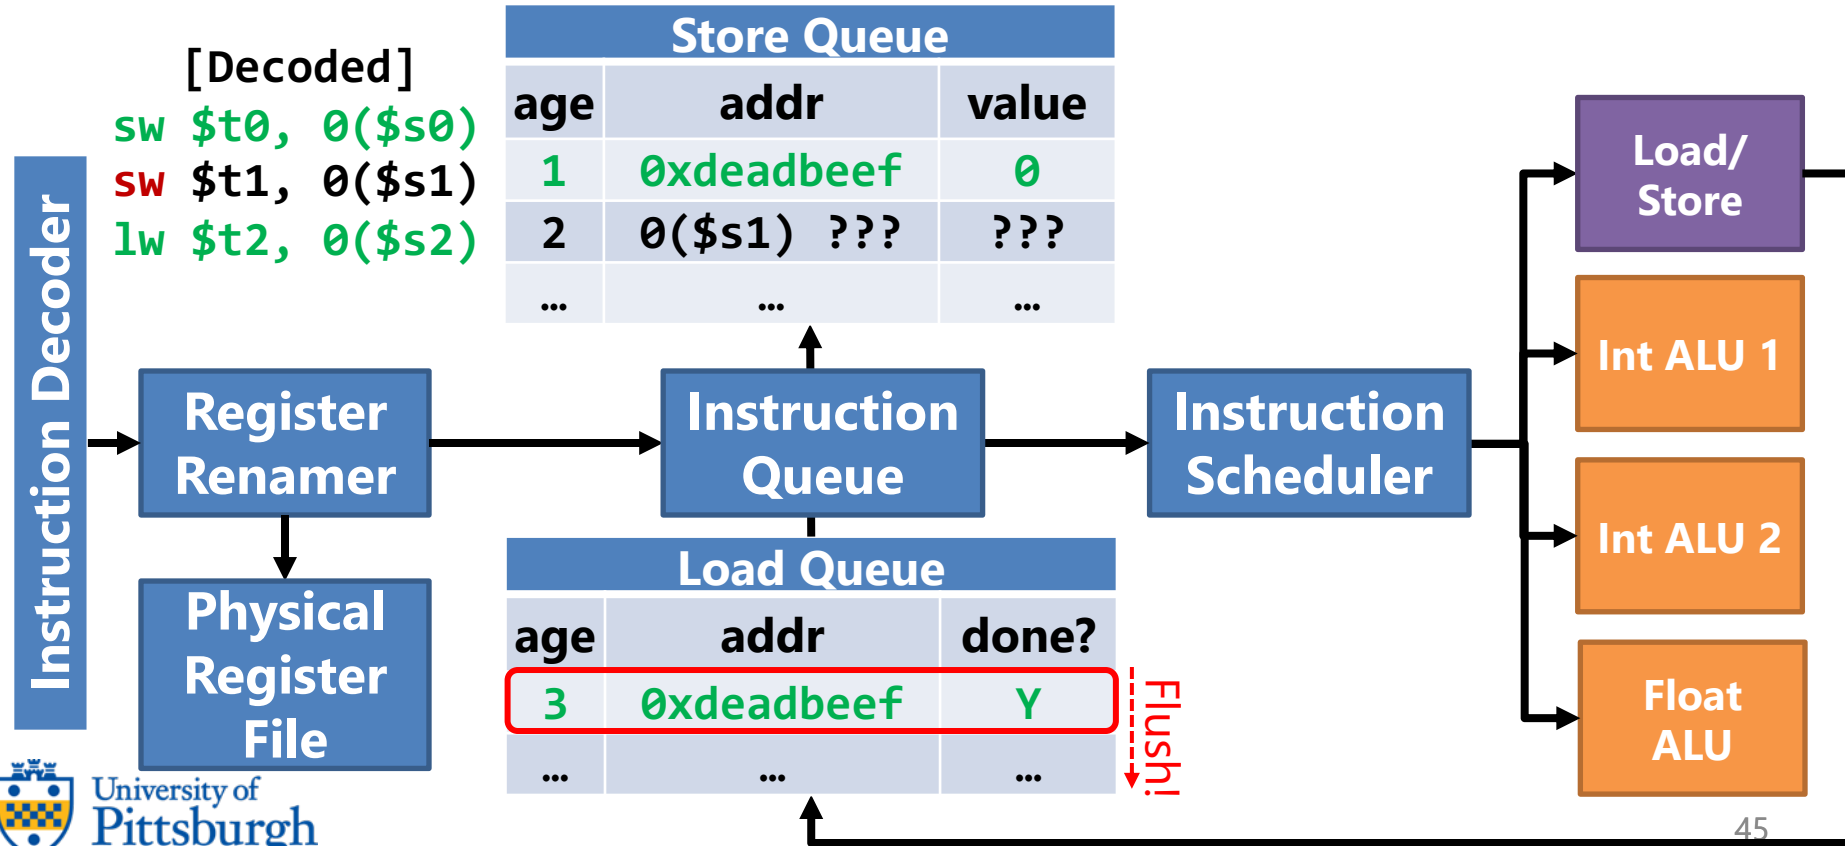 [Decoded]
sw $t0, 0($s0)
sw $t1, 0($s1)
lw $t2, 0($s2)
Instruction Decoder
Store Queue
age addr value
1 0xdeadbeef 0
2 0($s1) ??? ???
… … …
Register
Renamer
Instruction
Queue
Instruction
Scheduler
Physical
Register
File
Load Queue
age addr done?
3 0xdeadbeef Y
… … …
Flush!
Load/
Store
Int ALU 1
Int ALU 2
Float
ALU
University of
Pittsburgh
45